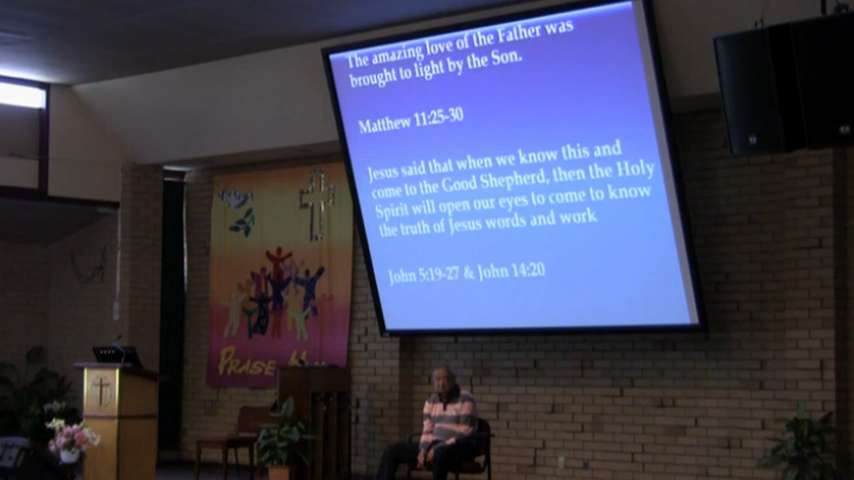 The amazing love of the Father was
brought to light by the Son.
Matthew 11:25-30
Jesus said that when we know this and
come to the Good Shepherd, then the Holy
Spirit will open our eyes to come to know
the truth of Jesus words and work
John 5:19-27 & John 14:20
PRAISE